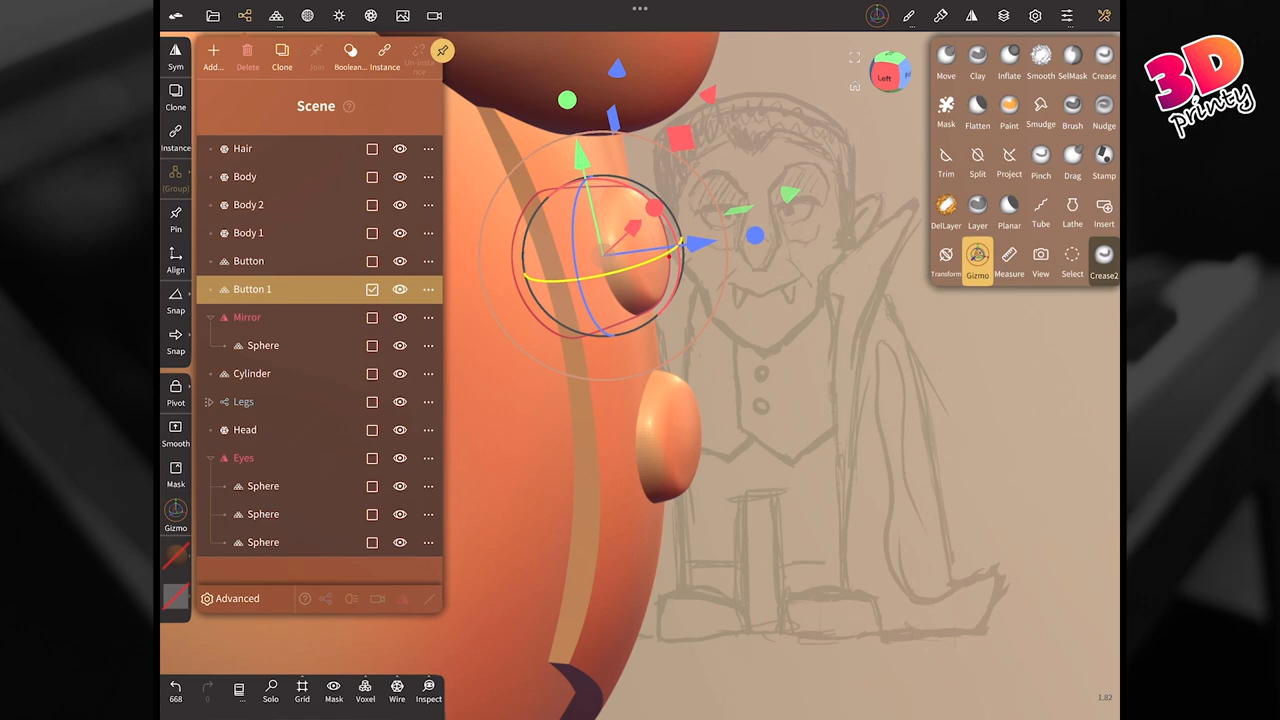 Sym
Clone
Instance
(Group)
Pin
Align
Snap
Snap
Pivot
Smooth
Mask
Gizmo
Add...
Delete
Clone
Join
Boolean...
Instance
Un-insta
nce
Scene ?
Hair
Body
Body 2
Body 1
Button
Button 1
Mirror
Sphere
Cylinder
Legs
Head
Eyes
Sphere
Sphere
Sphere
Advanced ?
668
0
...
Solo
Grid
Mask
Voxel
Wire
Inspect
Left
Move
Clay
Inflate
Smooth
SelMask
Crease
Mask
Flatten
Paint
Smudge
Brush
Nudge
Trim
Split
Project
Pinch
Drag
Stamp
DelLayer
Layer
Planar
Tube
Lathe
Insert
Transform
Gizmo
Measure
View
Select
Crease2
1.82
3D
printy